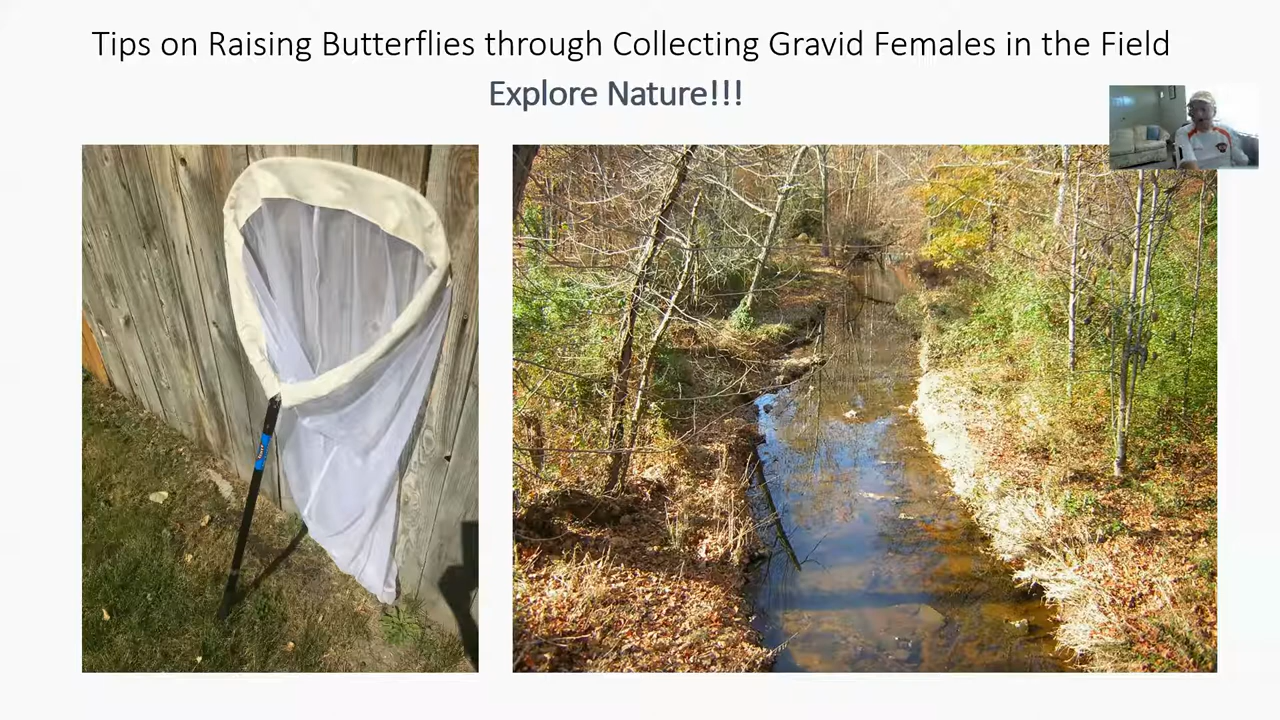 Tips on Raising Butterflies through Collecting Gravid Females in the Field
Explore Nature!!!